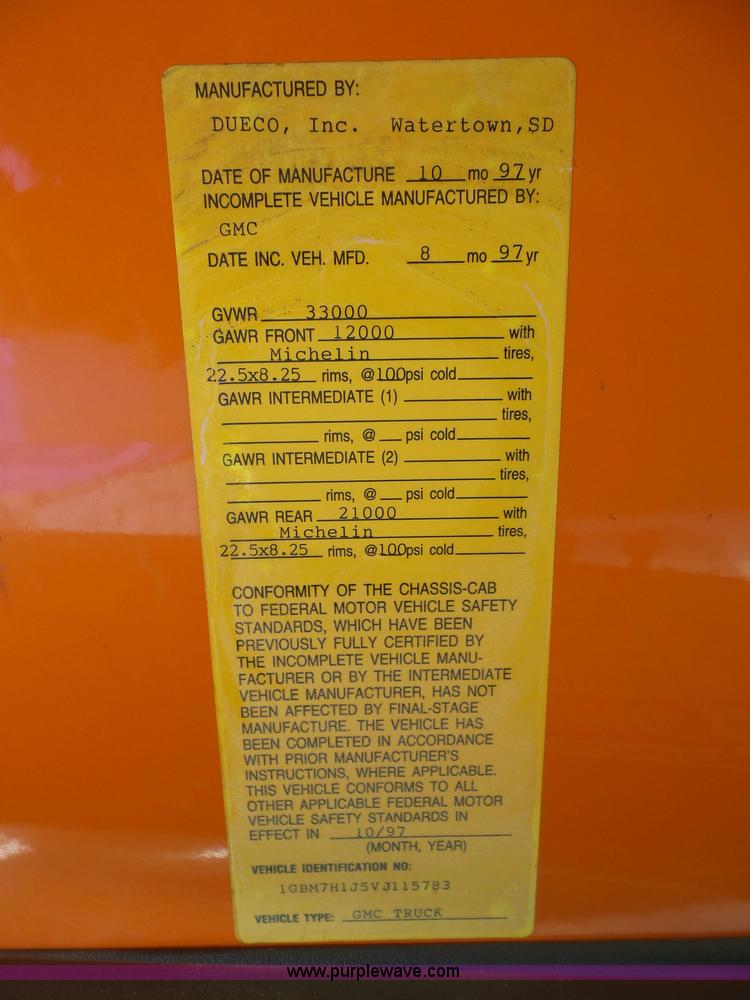 MANUFACTURED BY:
DUECO, Inc. Watertown,SD
DATE OF MANUFACTURE 10 mo 97 yr
INCOMPLETE VEHICLE MANUFACTURED BY:
GMC
DATE INC. VEH. MFD. 8 mo 97 yr
GVWR 33000
GAWR FRONT 12000 with
Michelin tires,
22.5x8.25 rims, @100psi cold
GAWR INTERMEDIATE (1) with
tires,
rims, @ psi cold
GAWR INTERMEDIATE (2) with
tires,
rims, @ psi cold
GAWR REAR 21000 with
Michelin tires,
22.5x8.25 rims, @100psi cold
CONFORMITY OF THE CHASSIS-CAB
TO FEDERAL MOTOR VEHICLE SAFETY
STANDARDS, WHICH HAVE BEEN
PREVIOUSLY FULLY CERTIFIED BY
THE INCOMPLETE VEHICLE MANU-
FACTURER OR BY THE INTERMEDIATE
VEHICLE MANUFACTURER, HAS NOT
BEEN AFFECTED BY FINAL-STAGE
MANUFACTURE. THE VEHICLE HAS
BEEN COMPLETED IN ACCORDANCE
WITH PRIOR MANUFACTURER'S
INSTRUCTIONS, WHERE APPLICABLE.
THIS VEHICLE CONFORMS TO ALL
OTHER APPLICABLE FEDERAL MOTOR
VEHICLE SAFETY STANDARDS IN
EFFECT IN 10/97
(MONTH, YEAR)
VEHICLE IDENTIFICATION NO:
1GBM7H1J5VJ115783
VEHICLE TYPE: GMC TRUCK
www.purplewave.com